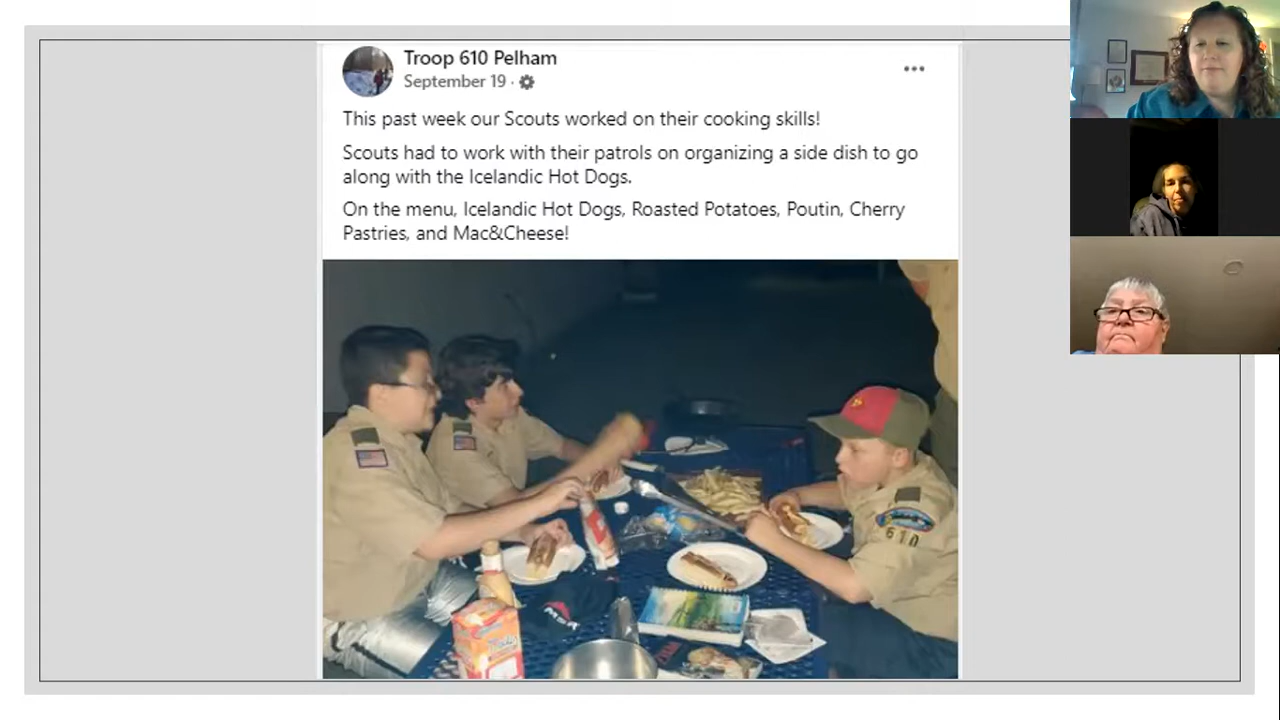 Troop 610 Pelham
September 19 ·
This past week our Scouts worked on their cooking skills!
Scouts had to work with their patrols on organizing a side dish to go
along with the Icelandic Hot Dogs.
On the menu, Icelandic Hot Dogs, Roasted Potatoes, Poutin, Cherry
Pastries, and Mac&Cheese!
610
MSR